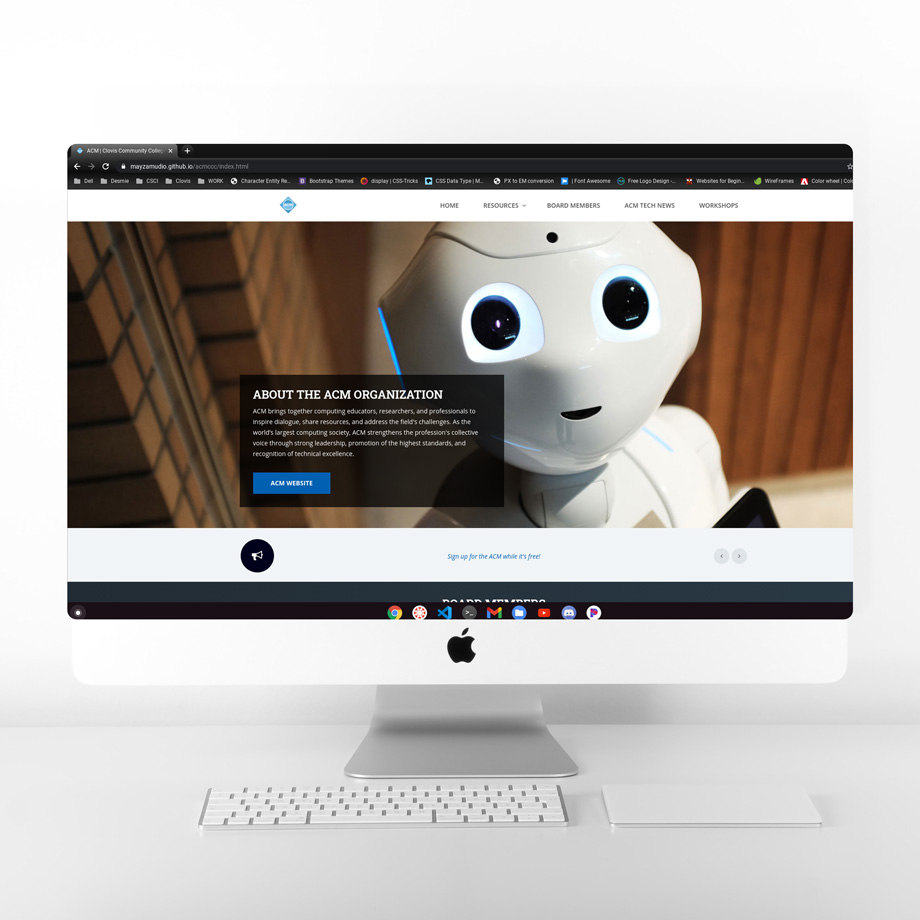 ACM | Clovis Community Colleg
mayzamudio.github.io/acmccc/index.html
Dell Desmie CSCI Clovis WORK Character Entity Re... Bootstrap Themes display | CSS-Tricks CSS Data Type | M... PX to EM conversion | Font Awesome Free Logo Design -... Websites for Begin... WireFrames Color wheel | Colo
acm
HOME RESOURCES BOARD MEMBERS ACM TECH NEWS WORKSHOPS
ABOUT THE ACM ORGANIZATION
ACM brings together computing educators, researchers, and professionals to
inspire dialogue, share resources, and address the field's challenges. As the
world's largest computing society, ACM strengthens the profession's collective
voice through strong leadership, promotion of the highest standards, and
recognition of technical excellence.
ACM WEBSITE
Sign up for the ACM while it's free!
BOARD MEMBERS